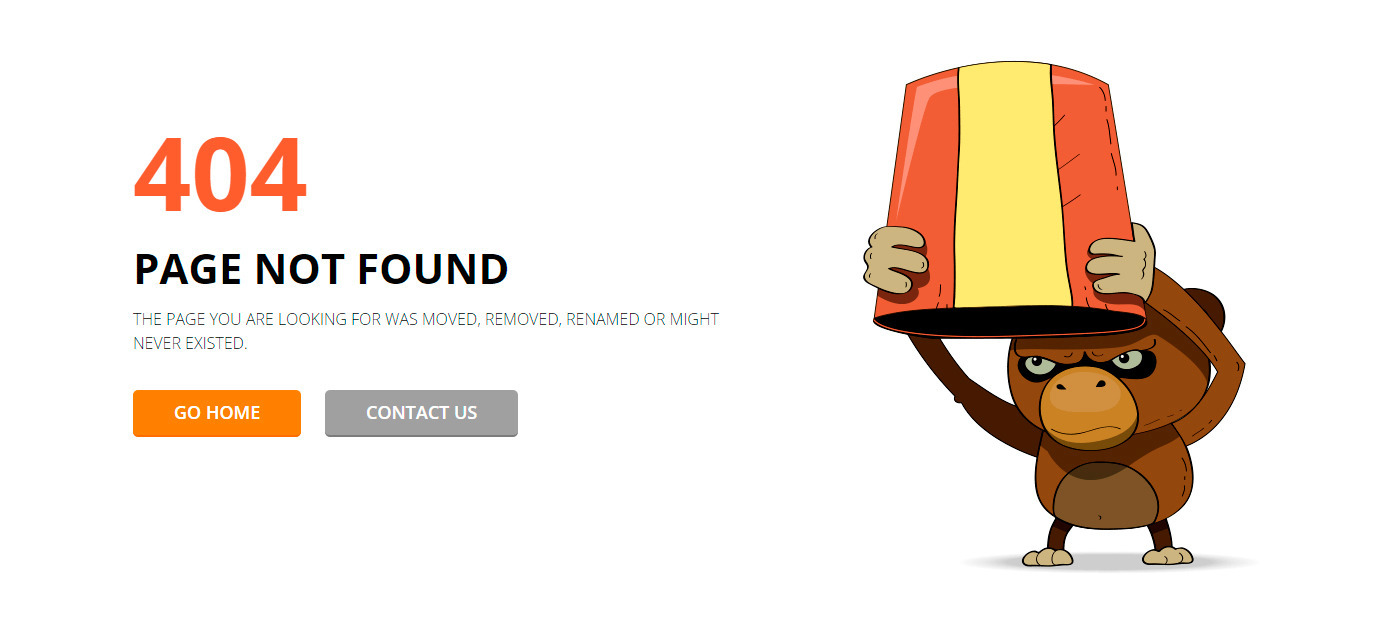 404
PAGE NOT FOUND
THE PAGE YOU ARE LOOKING FOR WAS MOVED, REMOVED, RENAMED OR MIGHT
NEVER EXISTED.
GO HOME
CONTACT US